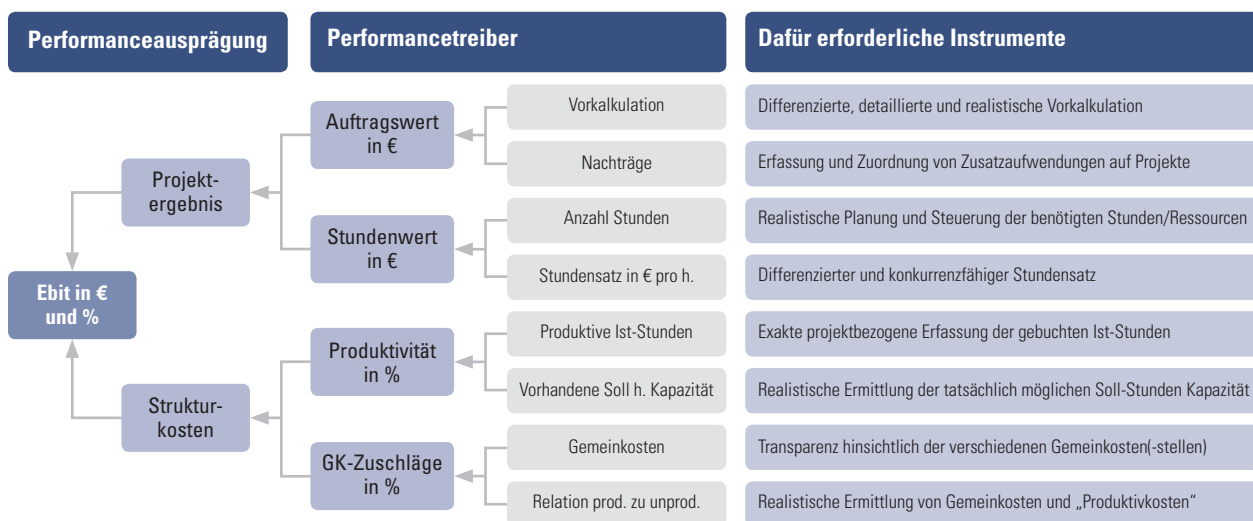 Performanceausprägung
Performancetreiber
Dafür erforderliche Instrumente
Ebit in €
und %
Projekt-
ergebnis
Struktur-
kosten
Auftragswert
in €
Stundenwert
in €
Produktivität
in %
GK-Zuschläge
in %
Vorkalkulation
Differenzierte, detaillierte und realistische Vorkalkulation
Nachträge
Erfassung und Zuordnung von Zusatzaufwendungen auf Projekte
Anzahl Stunden
Realistische Planung und Steuerung der benötigten Stunden/Ressourcen
Stundensatz in € pro h.
Differenzierter und konkurrenzfähiger Stundensatz
Produktive Ist-Stunden
Exakte projektbezogene Erfassung der gebuchten Ist-Stunden
Vorhandene Soll h. Kapazität
Realistische Ermittlung der tatsächlich möglichen Soll-Stunden Kapazität
Gemeinkosten
Transparenz hinsichtlich der verschiedenen Gemeinkosten(-stellen)
Relation prod. zu unprod.
Realistische Ermittlung von Gemeinkosten und „Produktivkosten“